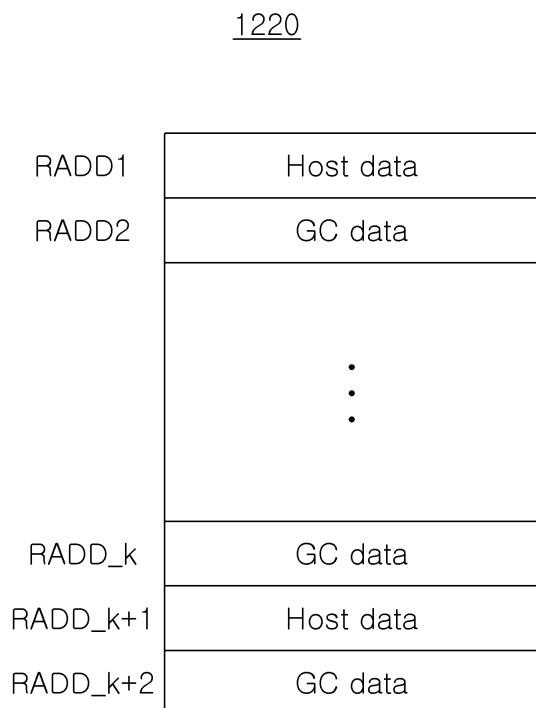 1220
RADD1 Host data
RADD2 GC data
RADD_k GC data
RADD_k+1 Host data
RADD_k+2 GC data